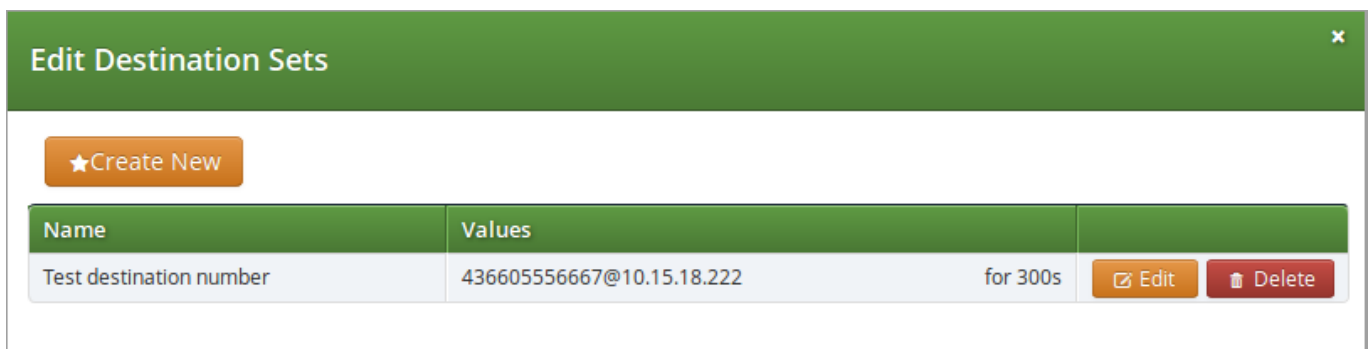 Edit Destination Sets
Create New
Name Values
Test destination number 436605556667@10.15.18.222 for 300s Edit Delete